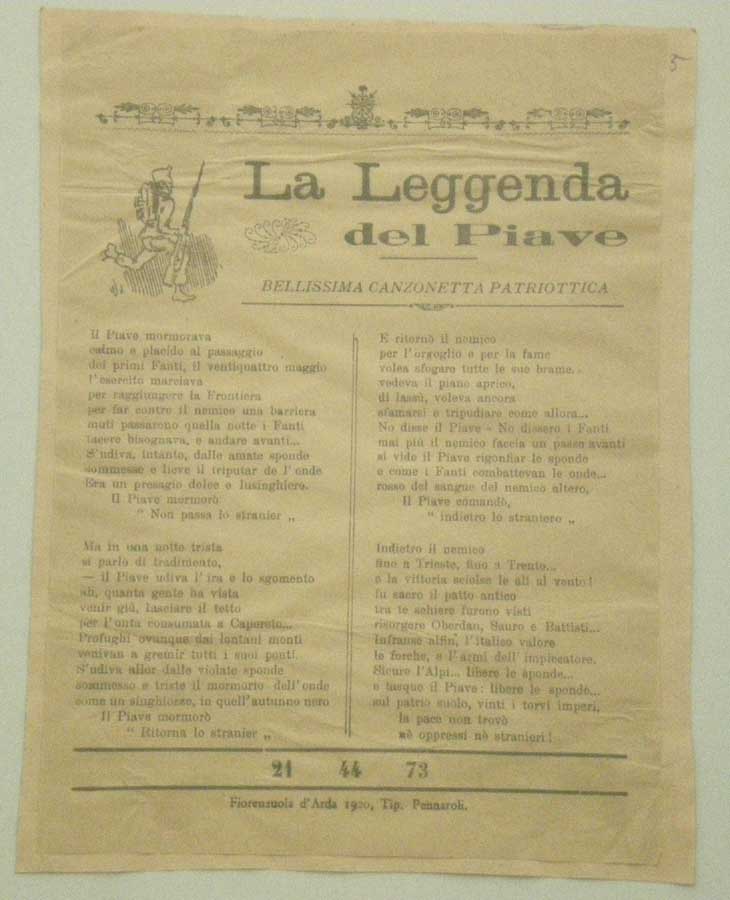 5
La Leggenda
del Piave
BELLISSIMA CANZONETTA PATRIOTTICA
Il Piave mormorava
calmo e placido al passaggio
dei primi Fanti, il ventiquattro maggio
l'esercito marciava
per raggiungere la Frontiera
per far contro il nemico una barriera
muti passarono quella notte i Fanti
tacere bisognava, e andare avanti...
S'udiva, intanto, dalle amate sponde
sommesso e lieve il triputar de l'onde
Era un presagio dolce e lusinghiero.
Il Piave mormorò
“ Non passa lo stranier „
Ma in una notte trista
si parlò di tradimento,
— il Piave udiva l'ira e lo sgomento
ah, quanta gente ha vista
venir giù, lasciare il tetto
per l'onta consumata a Caporeto...
Profughi ovunque dai lontani monti
venivan a gremir tutti i suoi ponti.
S'udiva allor dalle violate sponde
sommesso e triste il mormorio dell'onde
come un singhiozzo, in quell'autunno nero
Il Piave mormorò
“ Ritorna lo stranier „
E ritornò il nemico
per l'orgoglio e per la fame
volea sfogare tutte le sue brame..
vedeva il piano aprico,
di lassù, voleva ancora
sfamarsi e tripudiare come allora...
No disse il Piave - No dissero i Fanti
mai più il nemico faccia un passo avanti
si vide il Piave rigonfiar le sponde
e come i Fanti combattevan le onde...
rosso del sangue del nemico altero,
Il Piave comandò,
“ indietro lo straniero „
Indietro il nemico
fino a Trieste, fino a Trento...
e la vittoria sciolse le ali al vento!
fu sacro il patto antico
tra te schiere furono visti
risorgere Oberdan, Sauro e Battisti...
Infranse alfin, l'italico valore
le forche, e l'armi dell'impiccatore.
Sicure l'Alpi... libere le sponde...
e tacque il Piave: libere le sponde...
sul patrio suolo, vinti i torvi imperi,
la pace non trovò
nè oppressi nè stranieri!
21 44 73
Fiorenzuola d'Arda 1920, Tip. Pennaroli.